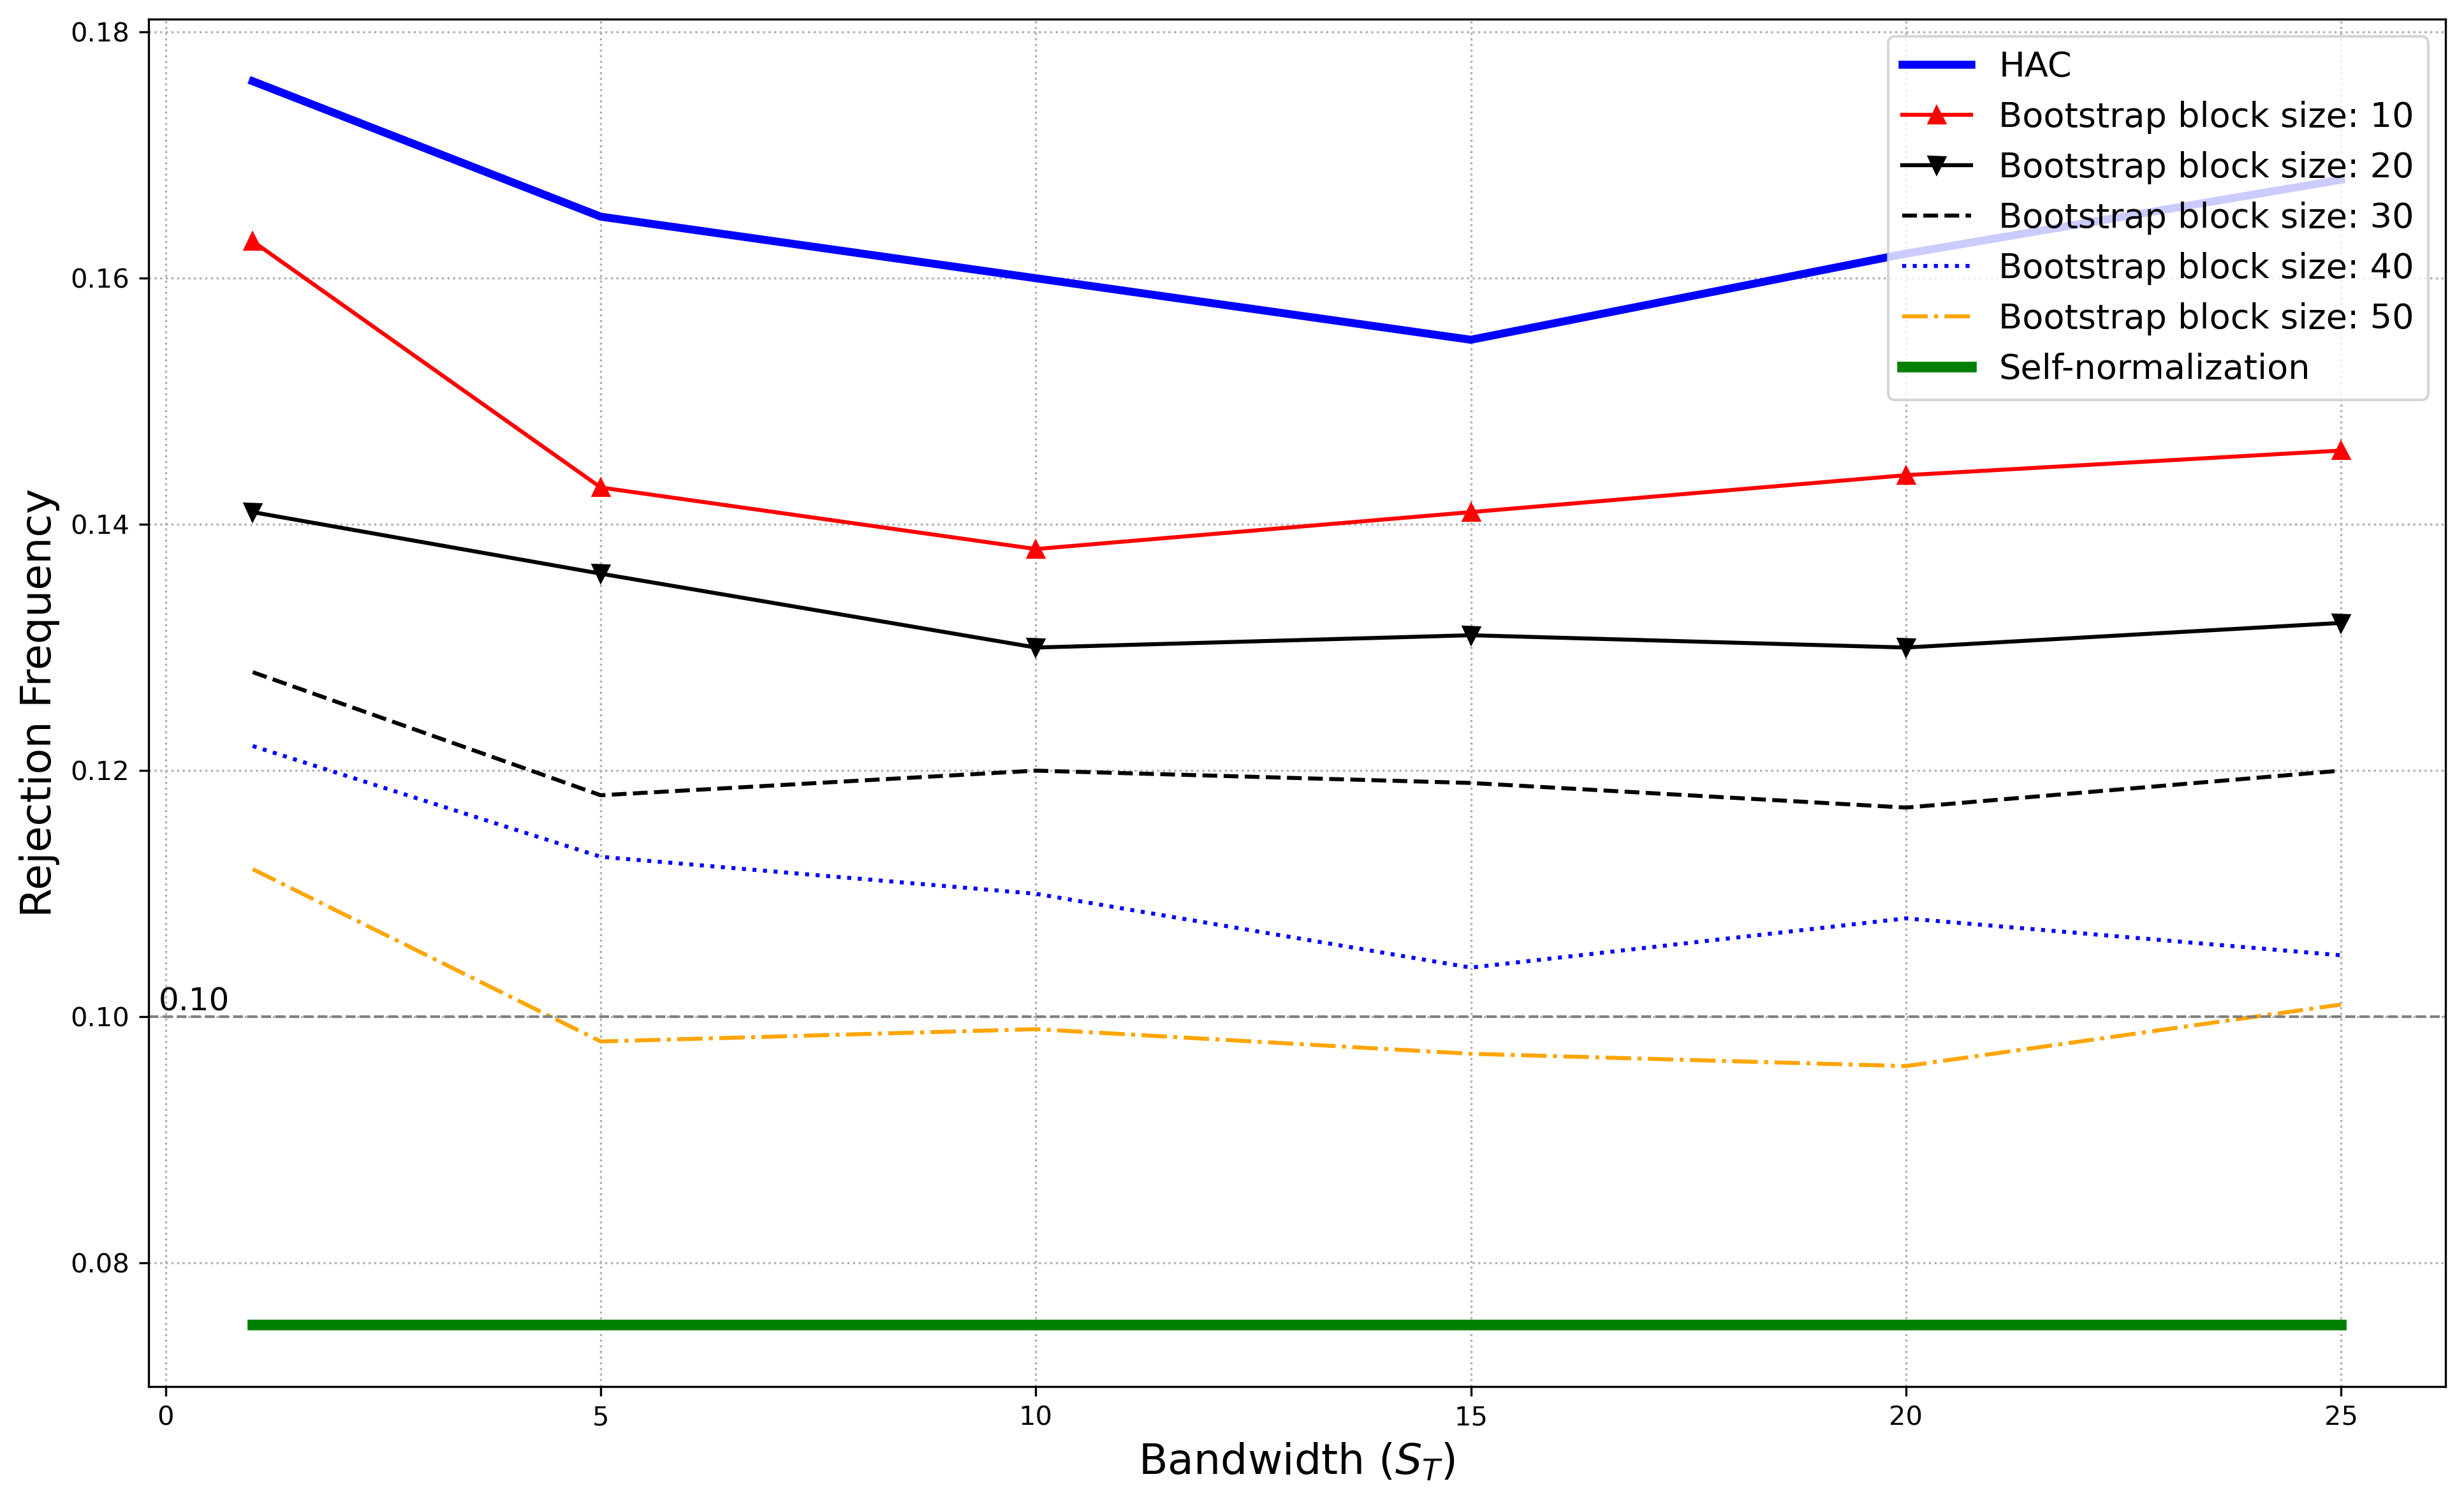 0.18
0.16
0.14
0.12
0.10
0.08
Rejection Frequency
0.10
HAC
Bootstrap block size: 10
Bootstrap block size: 20
Bootstrap block size: 30
Bootstrap block size: 40
Bootstrap block size: 50
Self-normalization
0 5 10 15 20 25
Bandwidth (S_T)